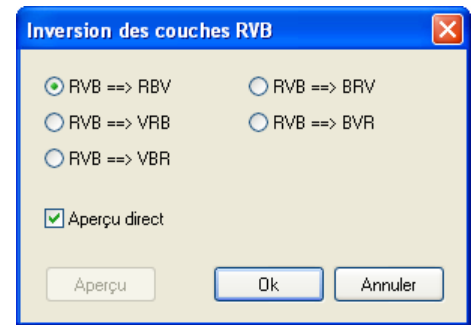 Inversion des couches RVB
RVB ==> RBV
RVB ==> BRV
RVB ==> VRB
RVB ==> BVR
RVB ==> VBR
Aperçu direct
Aperçu
Ok
Annuler